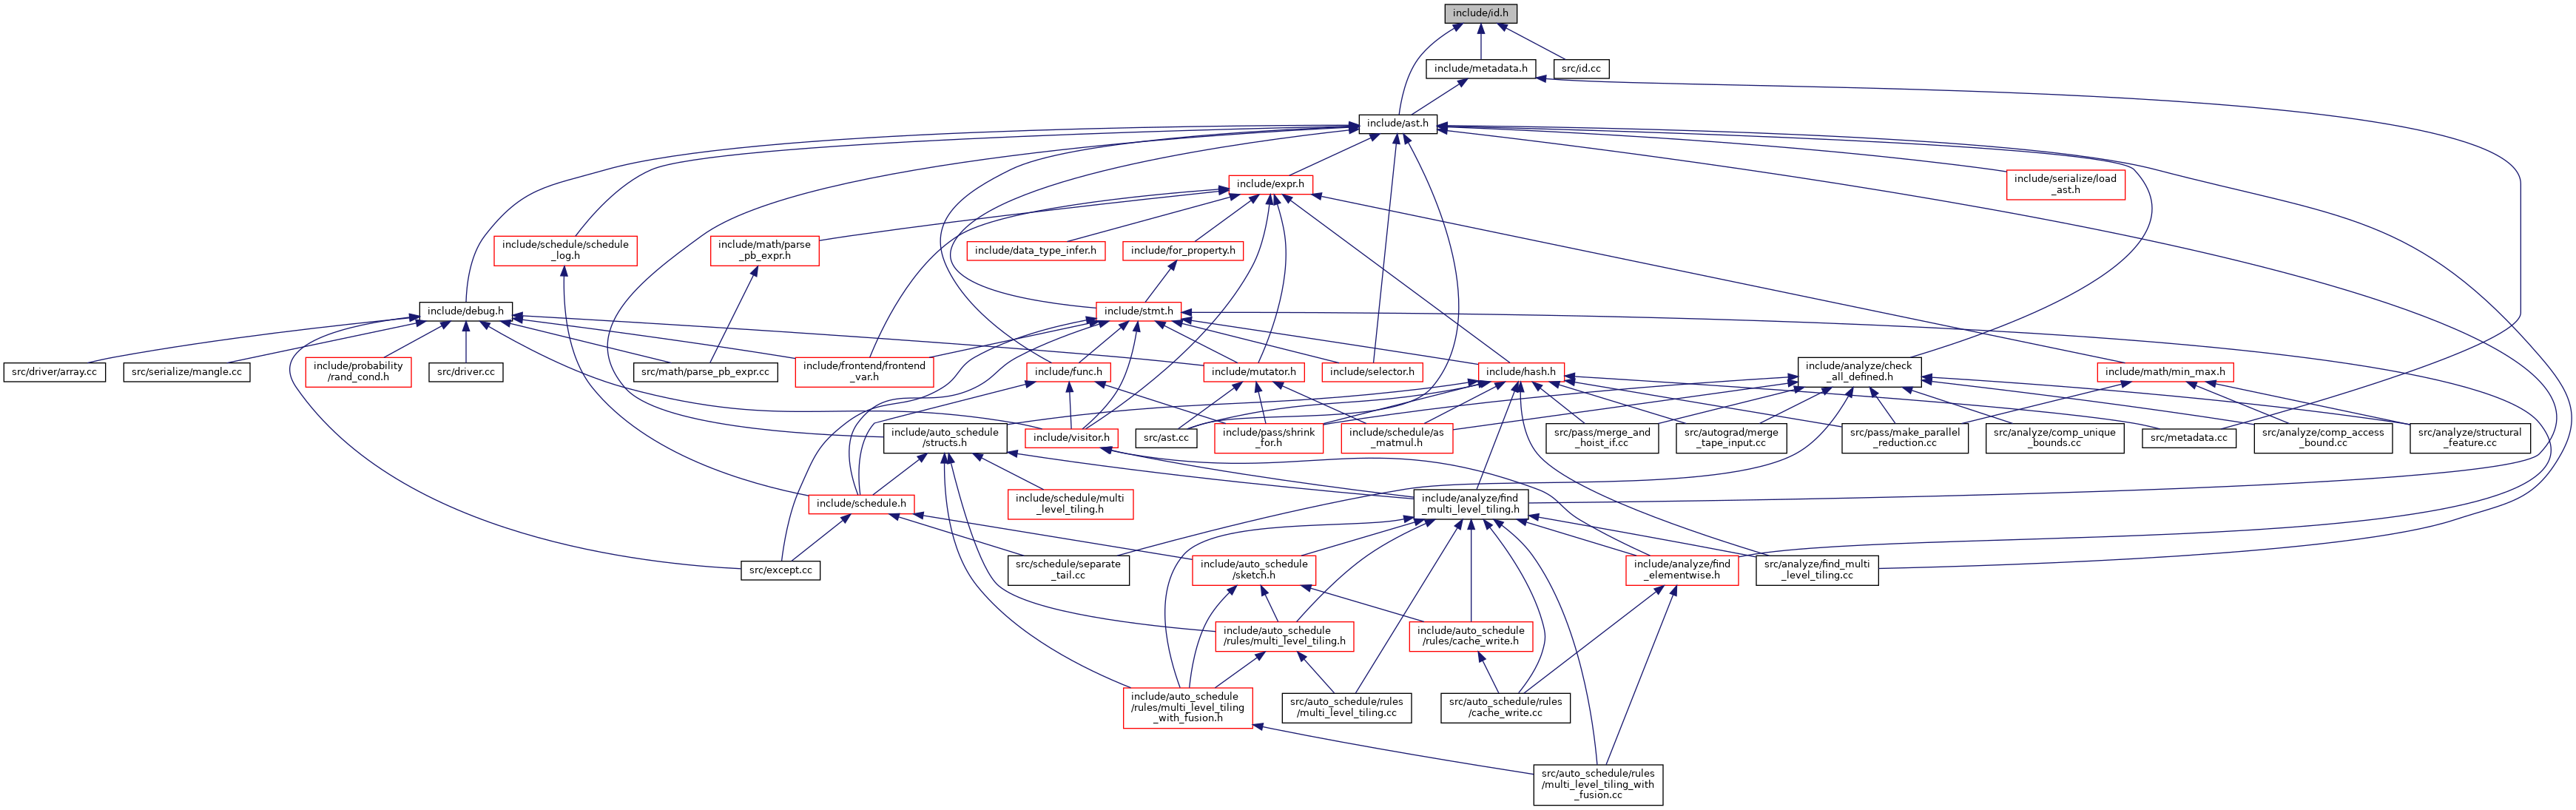 include/id.h
include/metadata.h
src/id.cc
include/ast.h
include/expr.h
include/serialize/load
_ast.h
include/schedule/schedule
_log.h
include/math/parse
_pb_expr.h
include/data_type_infer.h
include/for_property.h
include/debug.h
include/stmt.h
src/driver/array.cc
src/serialize/mangle.cc
include/probability
/rand_cond.h
src/driver.cc
src/math/parse_pb_expr.cc
include/frontend/frontend
_var.h
include/func.h
include/mutator.h
include/selector.h
include/hash.h
include/analyze/check
_all_defined.h
include/math/min_max.h
include/auto_schedule
/structs.h
include/visitor.h
src/ast.cc
include/pass/shrink
_for.h
include/schedule/as
_matmul.h
src/pass/merge_and
_hoist_if.cc
src/autograd/merge
_tape_input.cc
src/pass/make_parallel
_reduction.cc
src/analyze/comp_unique
_bounds.cc
src/metadata.cc
src/analyze/comp_access
_bound.cc
src/analyze/structural
_feature.cc
include/schedule.h
include/schedule/multi
_level_tiling.h
include/analyze/find
_multi_level_tiling.h
src/except.cc
src/schedule/separate
_tail.cc
include/auto_schedule
/sketch.h
include/analyze/find
_elementwise.h
src/analyze/find_multi
_level_tiling.cc
include/auto_schedule
/rules/multi_level_tiling.h
include/auto_schedule
/rules/cache_write.h
include/auto_schedule
/rules/multi_level_tiling
_with_fusion.h
src/auto_schedule/rules
/multi_level_tiling.cc
src/auto_schedule/rules
/cache_write.cc
src/auto_schedule/rules
/multi_level_tiling_with
_fusion.cc